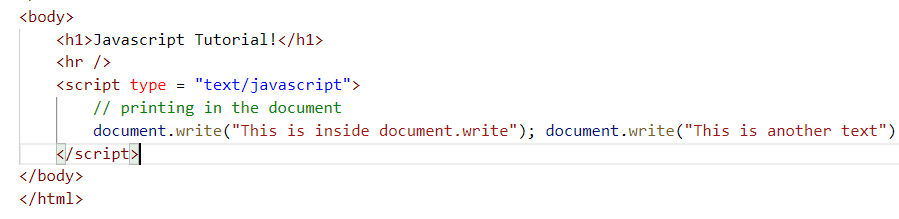 <body>
<h1>Javascript Tutorial!</h1>
<hr />
<script type = "text/javascript">
// printing in the document
document.write("This is inside document.write"); document.write("This is another text")
</script>
</body>
</html>